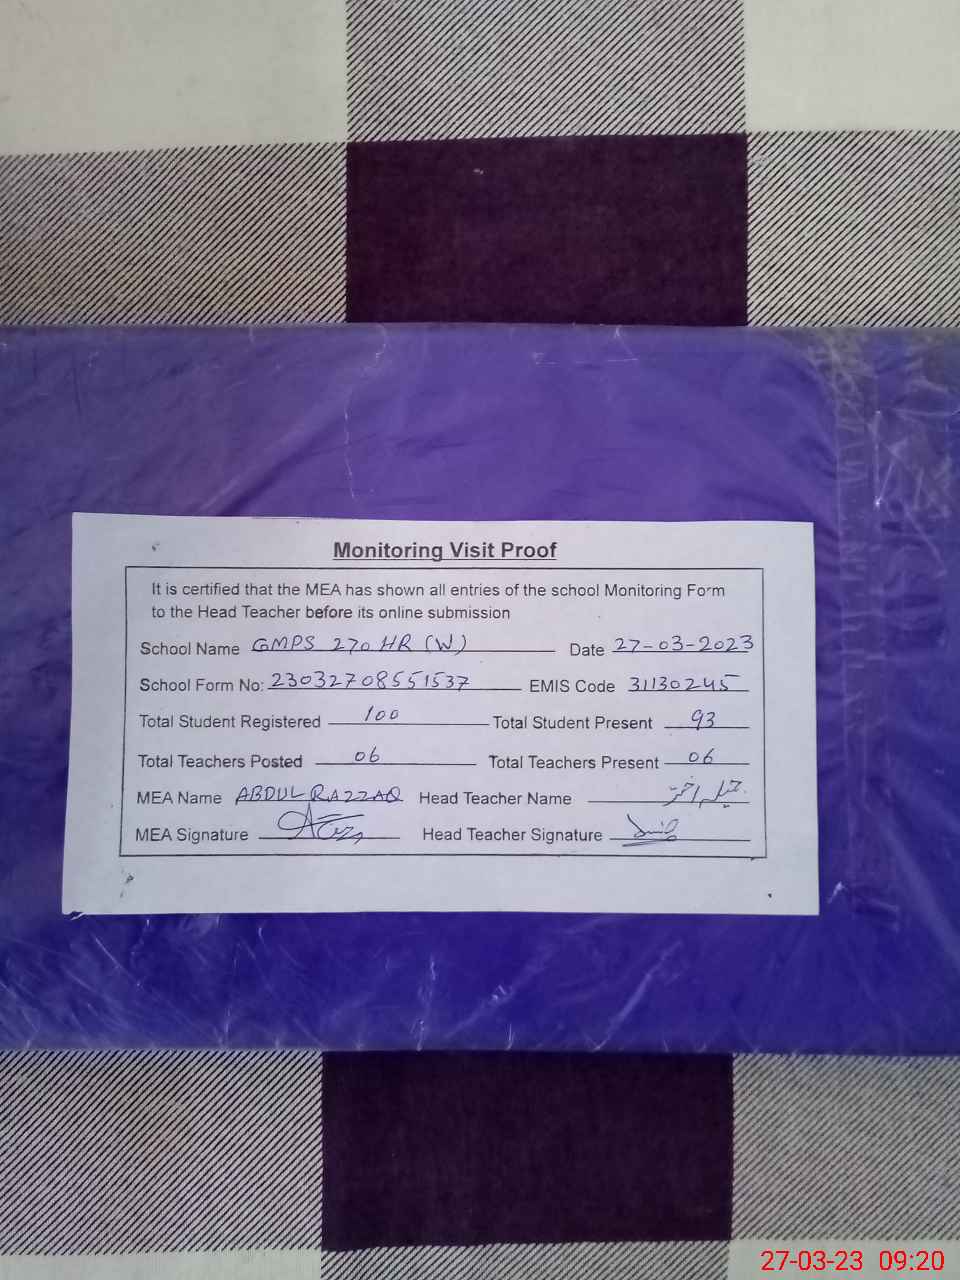 Monitoring Visit Proof
It is certified that the MEA has shown all entries of the school Monitoring Form
to the Head Teacher before its online submission
School Name GMPS 270 HR (W) Date 27-03-2023
School Form No: 23032708551537 EMIS Code 31130245
Total Student Registered 100 Total Student Present 93
Total Teachers Posted 06 Total Teachers Present 06
MEA Name ABDUL RAZZAQ Head Teacher Name اختر
MEA Signature Head Teacher Signature
27-03-23 09:20